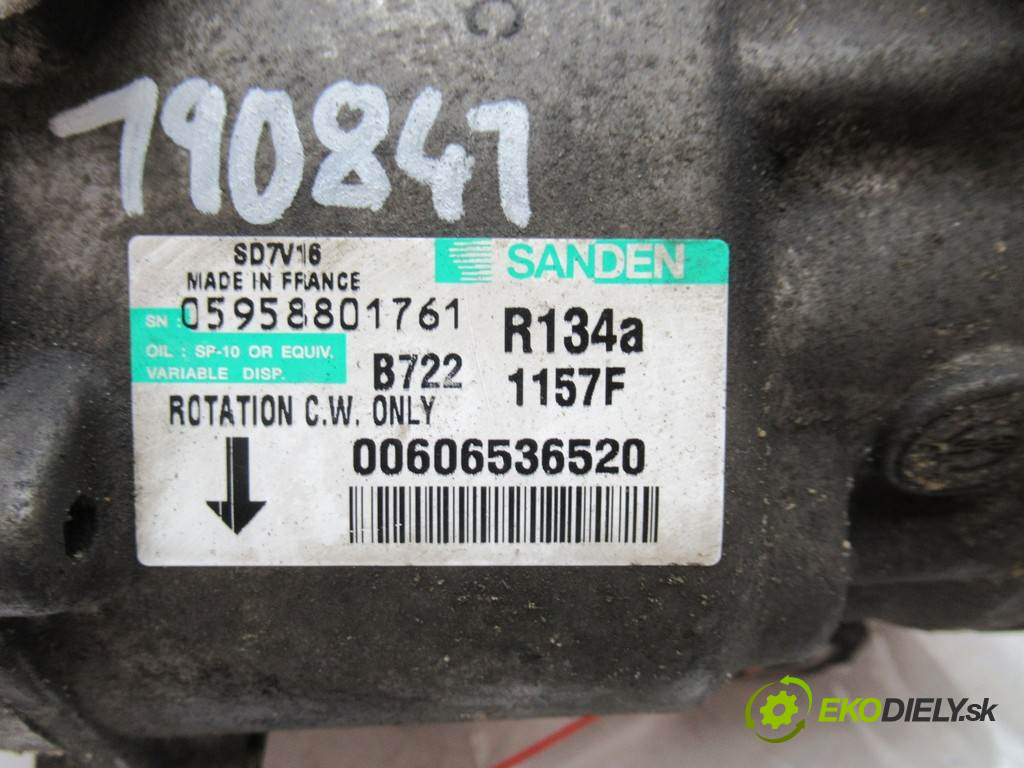 190841
SD7V16
MADE IN FRANCE
SANDEN
SN : 05958801761
R134a
OIL : SP-10 OR EQUIV.
VARIABLE DISP.
B722
1157F
ROTATION C.W. ONLY
00606536520
EKODIELY.sk